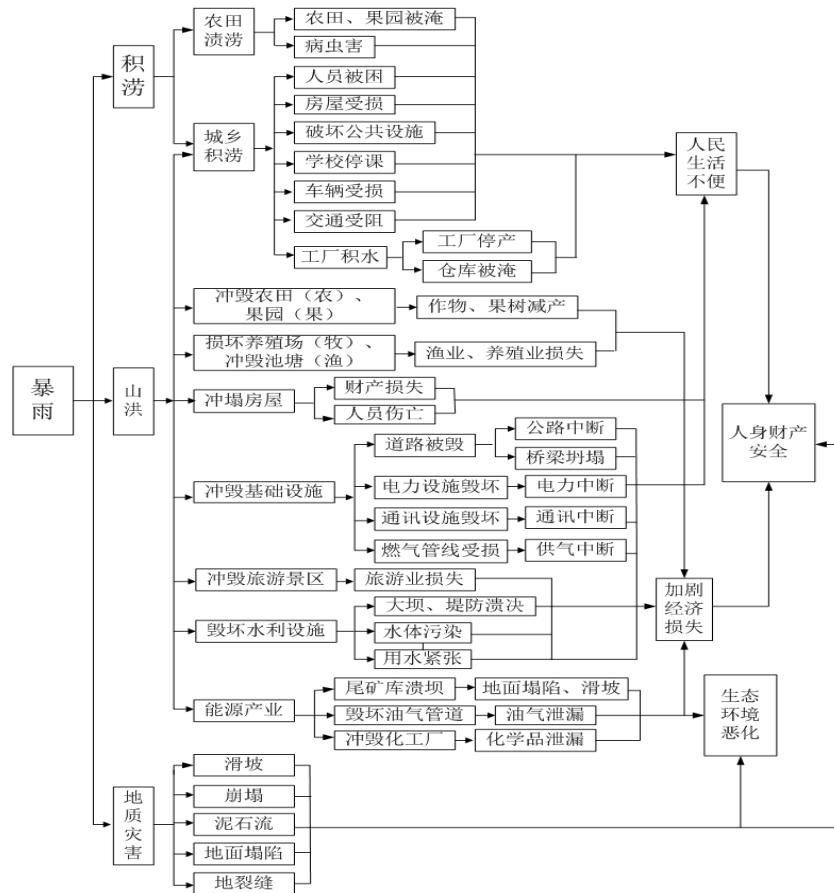 农田
渍涝
农田、果园被淹
病虫害
积
涝
人员被困
房屋受损
城乡
积涝
破坏公共设施
学校停课
车辆受损
交通受阻
人民
生活
不便
工厂积水
工厂停产
仓库被淹
冲毁农田（农）、
果园（果）
作物、果树减产
损坏养殖场（牧）、
冲毁池塘（渔）
渔业、养殖业损失
暴
雨
山
洪
冲塌房屋
财产损失
人员伤亡
人身财产
安全
道路被毁
公路中断
桥梁坍塌
冲毁基础设施
电力设施毁坏
电力中断
通讯设施毁坏
通讯中断
燃气管线受损
供气中断
冲毁旅游景区
旅游业损失
加剧
经济
损失
毁坏水利设施
大坝、堤防溃决
水体污染
用水紧张
能源产业
尾矿库溃坝
地面塌陷、滑坡
毁坏油气管道
油气泄漏
冲毁化工厂
化学品泄漏
生态
环境
恶化
地
质
灾
害
滑坡
崩塌
泥石流
地面塌陷
地裂缝